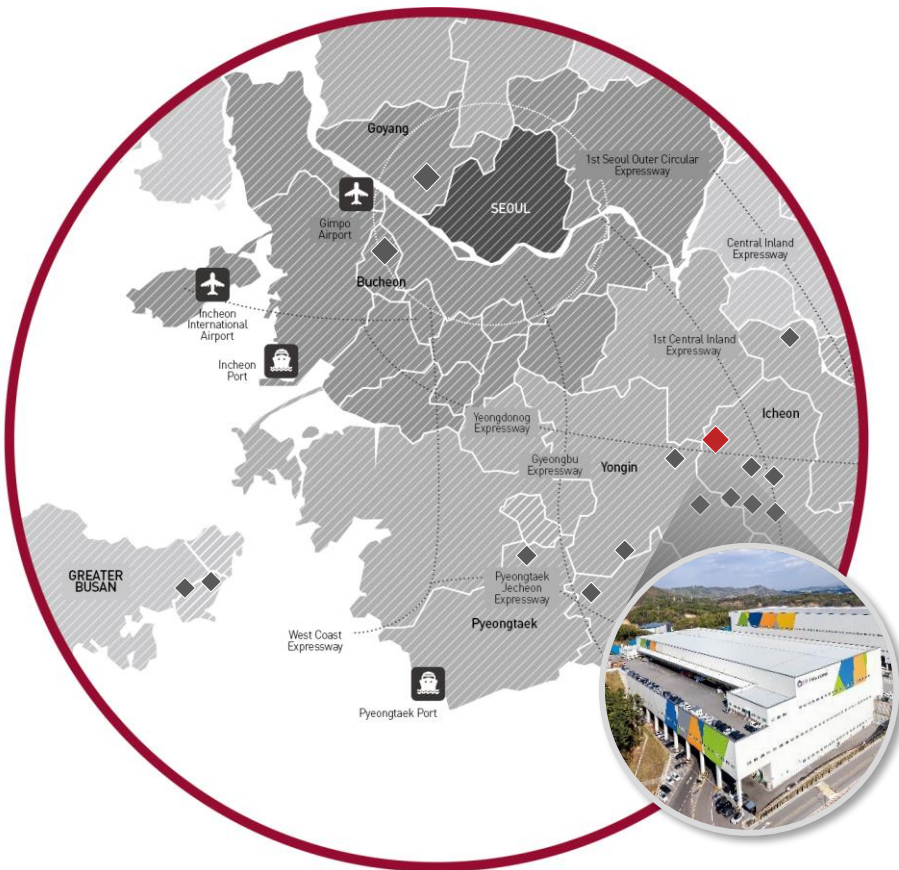 Goyang
1st Seoul Outer Circular
Expressway
SEOUL
Gimpo
Airport
Central Inland
Expressway
Bucheon
Incheon
International
Airport
1st Central Inland
Expressway
Incheon
Port
Icheon
Yeongdonog
Expressway
Gyeongbu
Expressway
Yongin
GREATER
BUSAN
Pyeongtaek
Jecheon
Expressway
Pyeongtaek
West Coast
Expressway
Pyeongtaek Port